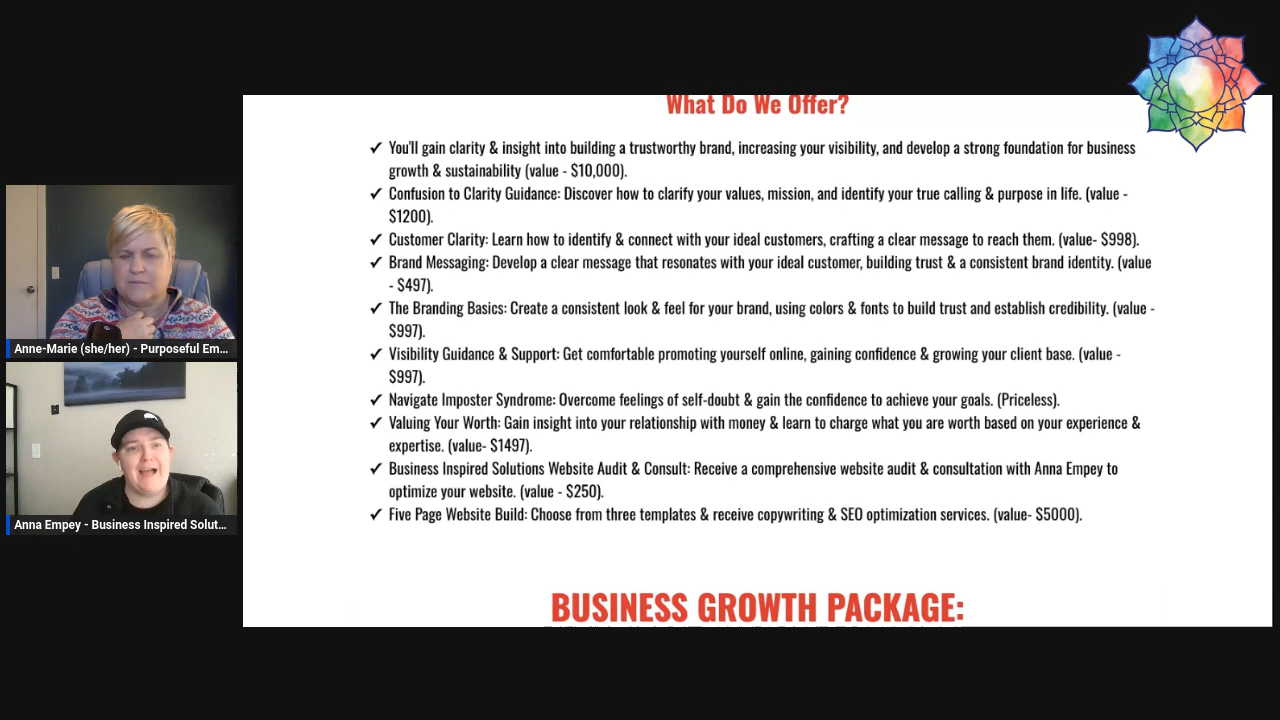 What Do We Offer?
✓ You'll gain clarity & insight into building a trustworthy brand, increasing your visibility, and develop a strong foundation for business
growth & sustainability (value - $10,000).
✓ Confusion to Clarity Guidance: Discover how to clarify your values, mission, and identify your true calling & purpose in life. (value -
$1200).
✓ Customer Clarity: Learn how to identify & connect with your ideal customers, crafting a clear message to reach them. (value- $998).
✓ Brand Messaging: Develop a clear message that resonates with your ideal customer, building trust & a consistent brand identity. (value
- $497).
✓ The Branding Basics: Create a consistent look & feel for your brand, using colors & fonts to build trust and establish credibility. (value -
$997).
✓ Visibility Guidance & Support: Get comfortable promoting yourself online, gaining confidence & growing your client base. (value -
$997).
✓ Navigate Imposter Syndrome: Overcome feelings of self-doubt & gain the confidence to achieve your goals. (Priceless).
✓ Valuing Your Worth: Gain insight into your relationship with money & learn to charge what you are worth based on your experience &
expertise. (value- $1497).
✓ Business Inspired Solutions Website Audit & Consult: Receive a comprehensive website audit & consultation with Anna Empey to
optimize your website. (value - $250).
✓ Five Page Website Build: Choose from three templates & receive copywriting & SEO optimization services. (value- $5000).
BUSINESS GROWTH PACKAGE:
Anne-Marie (she/her) - Purposeful Em...
Anna Empey - Business Inspired Solut...